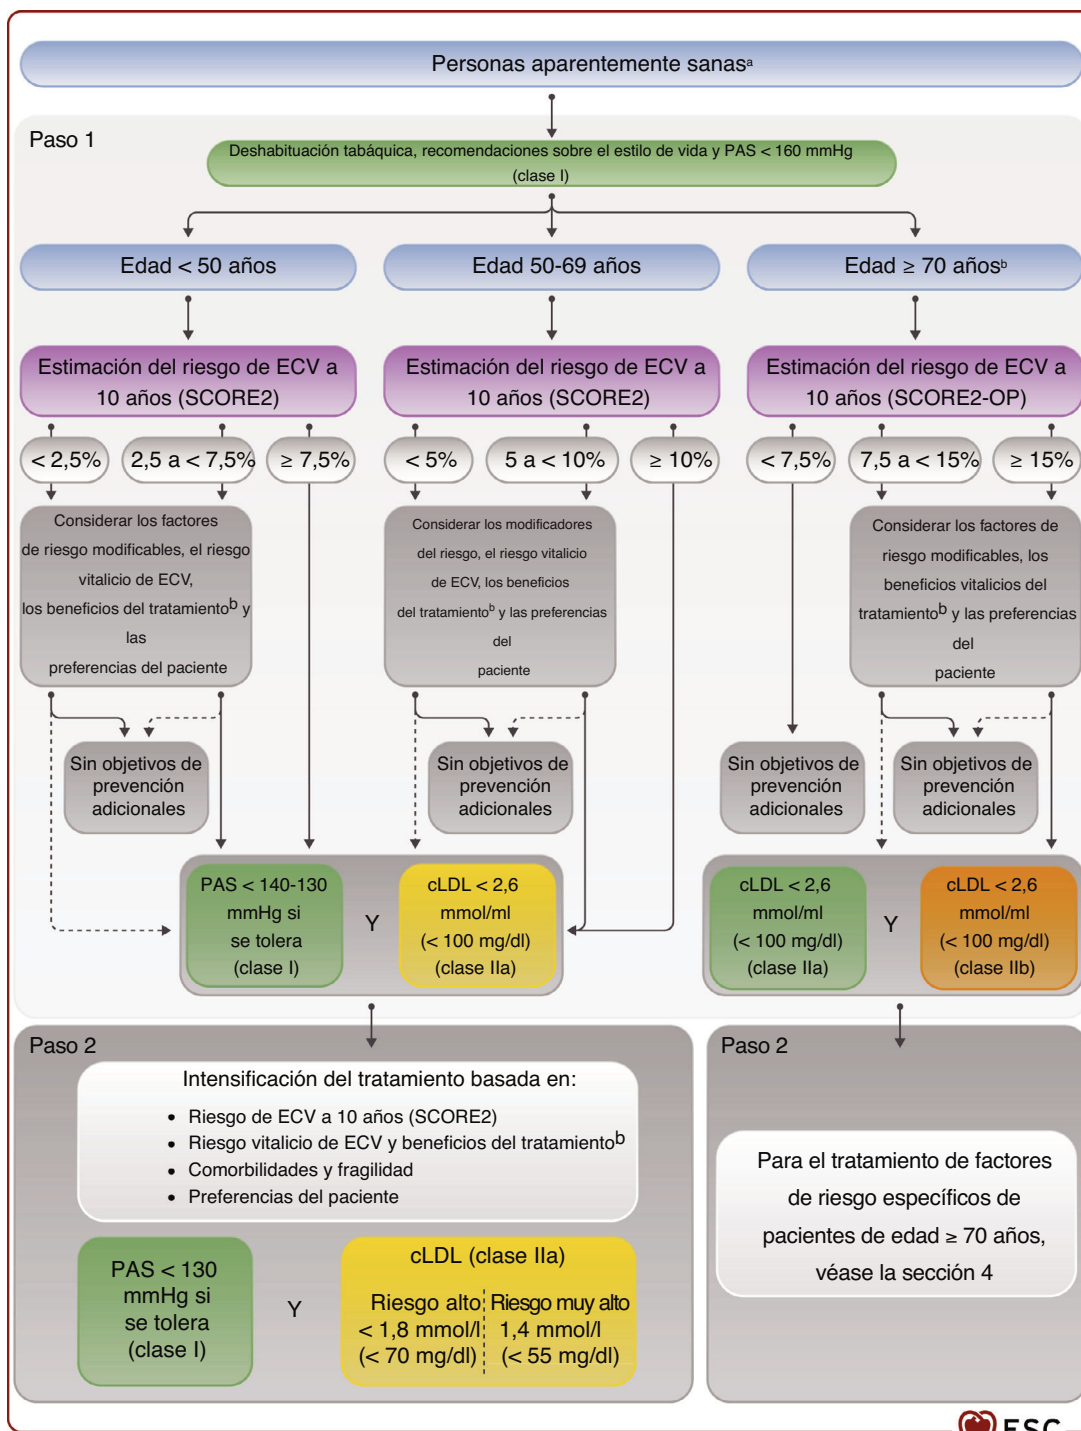 Personas aparentemente sanasᵃ
Paso 1
Deshabituación tabáquica, recomendaciones sobre el estilo de vida y PAS < 160 mmHg
(clase I)
Edad < 50 años
Edad 50-69 años
Edad ≥ 70 añosᵇ
Estimación del riesgo de ECV a
10 años (SCORE2)
Estimación del riesgo de ECV a
10 años (SCORE2)
Estimación del riesgo de ECV a
10 años (SCORE2-OP)
< 2,5%
2,5 a < 7,5%
≥ 7,5%
< 5%
5 a < 10%
≥ 10%
< 7,5%
7,5 a < 15%
≥ 15%
Considerar los factores
de riesgo modificables, el riesgo
vitalicio de ECV,
los beneficios del tratamientoᵇ y
las
preferencias del paciente
Considerar los modificadores
del riesgo, el riesgo vitalicio
de ECV, los beneficios
del tratamientoᵇ y las preferencias
del
paciente
Considerar los factores de
riesgo modificables, los
beneficios vitalicios del
tratamientoᵇ y las preferencias
del
paciente
Sin objetivos de
prevención
adicionales
Sin objetivos de
prevención
adicionales
Sin objetivos de
prevención
adicionales
Sin objetivos de
prevención
adicionales
PAS < 140-130
mmHg si
se tolera
(clase I)
Y
cLDL < 2,6
mmol/ml
(< 100 mg/dl)
(clase IIa)
cLDL < 2,6
mmol/ml
(< 100 mg/dl)
(clase IIa)
Y
cLDL < 2,6
mmol/ml
(< 100 mg/dl)
(clase IIb)
Paso 2
Intensificación del tratamiento basada en:
• Riesgo de ECV a 10 años (SCORE2)
• Riesgo vitalicio de ECV y beneficios del tratamientoᵇ
• Comorbilidades y fragilidad
• Preferencias del paciente
PAS < 130
mmHg si
se tolera
(clase I)
Y
cLDL (clase IIa)
Riesgo alto
< 1,8 mmol/l
(< 70 mg/dl)
Riesgo muy alto
1,4 mmol/l
(< 55 mg/dl)
Paso 2
Para el tratamiento de factores
de riesgo específicos de
pacientes de edad ≥ 70 años,
véase la sección 4
ESC